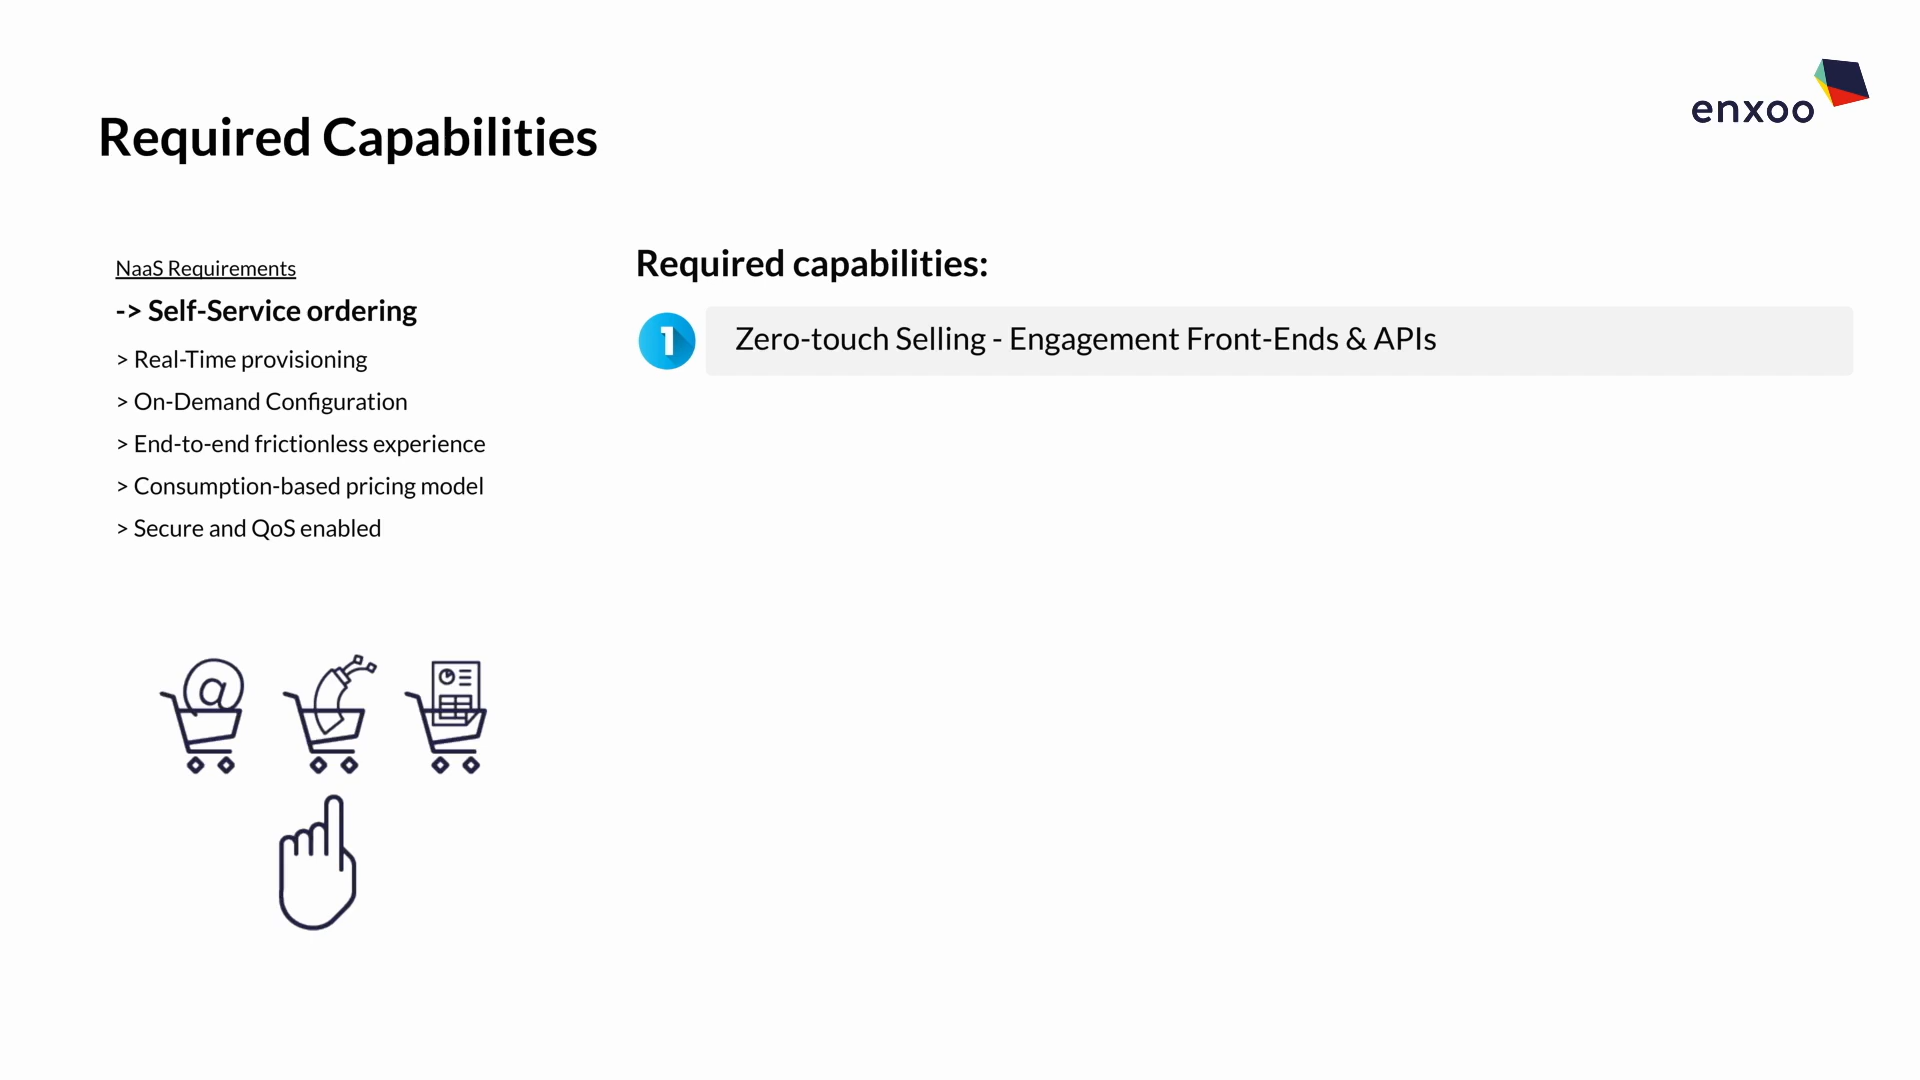 enxoo
Required Capabilities
NaaS Requirements
-> Self-Service ordering
> Real-Time provisioning
> On-Demand Configuration
> End-to-end frictionless experience
> Consumption-based pricing model
> Secure and QoS enabled
@
Required capabilities:
1 Zero-touch Selling - Engagement Front-Ends & APIs